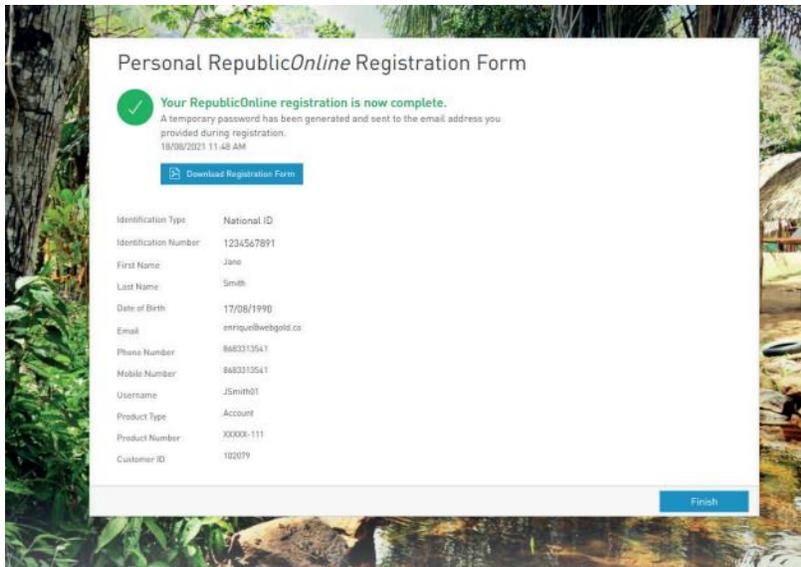 Personal RepublicOnline Registration Form
Your RepublicOnline registration is now complete.
A temporary password has been generated and sent to the email address you
provided during registration.
18/08/2021 11:48 AM
Download Registration Form
Identification Type National ID
Identification Number 1234567891
First Name Jane
Last Name Smith
Date of Birth 17/08/1990
Email enrique@webgold.co
Phone Number 8683313541
Mobile Number 8683313541
Username JSmith01
Product Type Account
Product Number XXXXX-111
Customer ID 102079
Finish